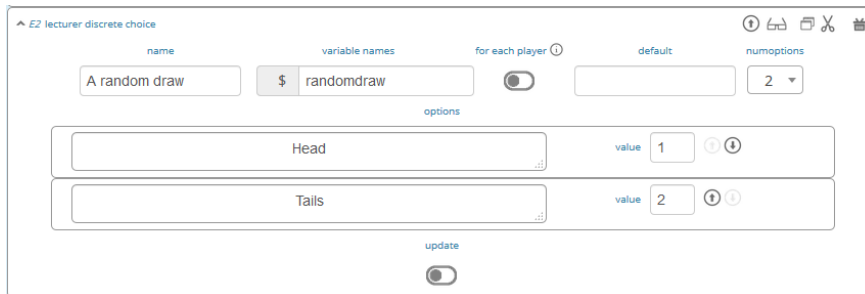 E2 lecturer discrete choice
name variable names for each player default numoptions
A random draw $ randomdraw 2
options
Head value 1
Tails value 2
update